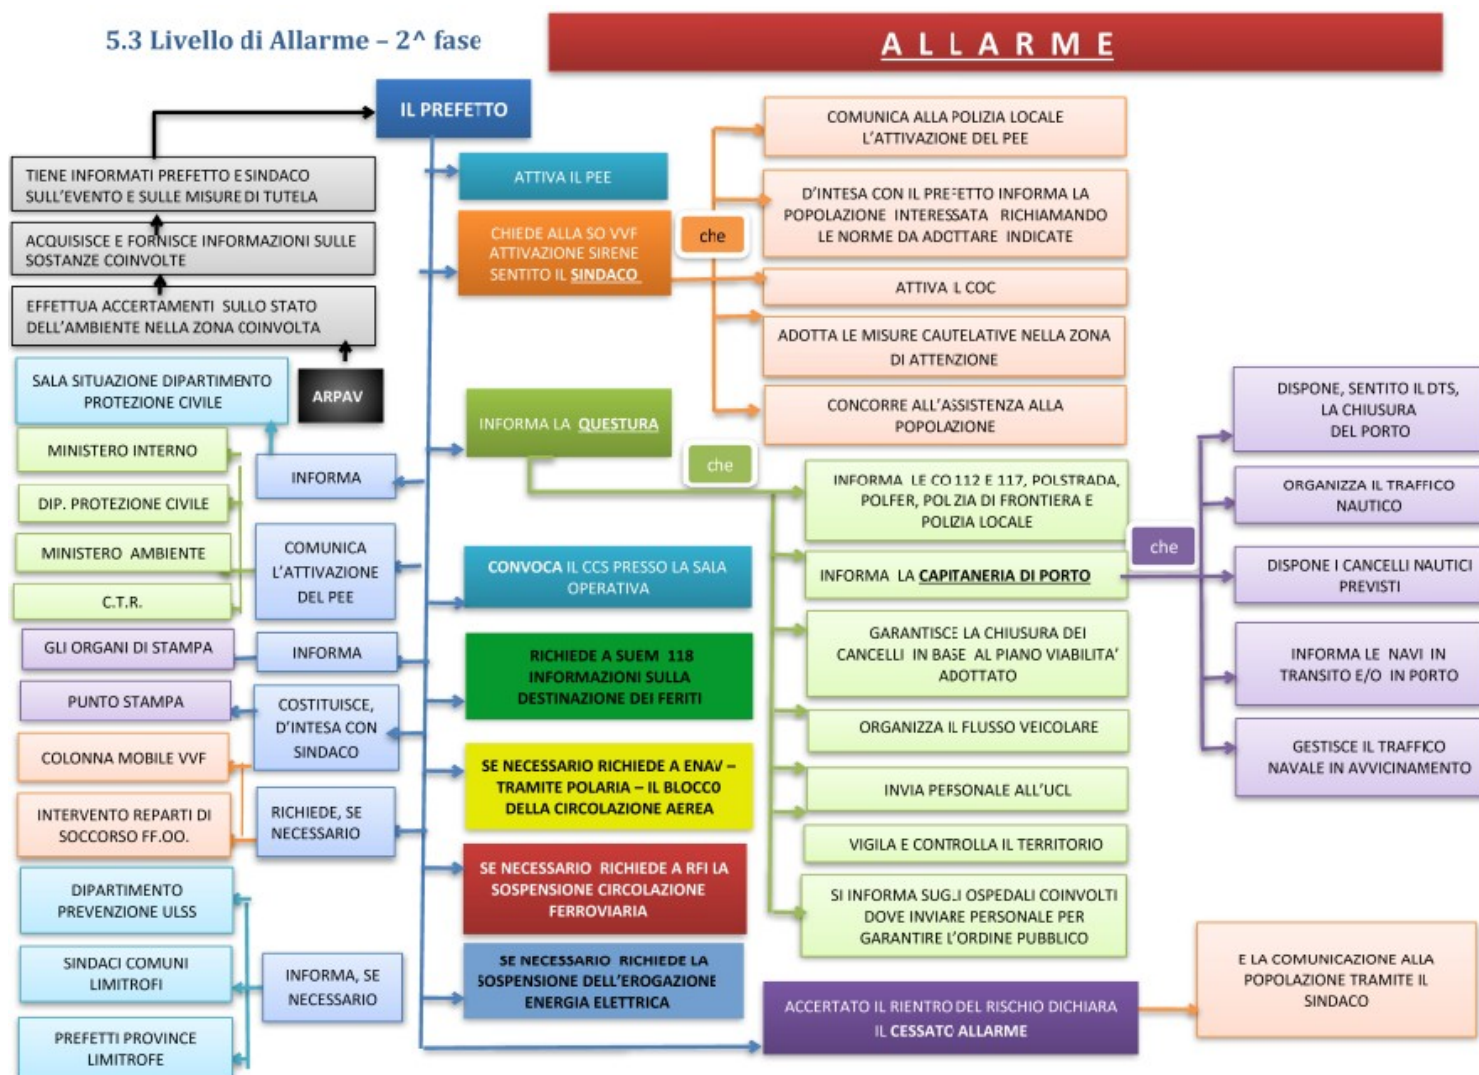 5.3 Livello di Allarme – 2^ fase
A L L A R M E
IL PREFETTO
TIENE INFORMATI PREFETTO E SINDACO
SULL'EVENTO E SULLE MISURE DI TUTELA
ACQUISISCE E FORNISCE INFORMAZIONI SULLE
SOSTANZE COINVOLTE
EFFETTUA ACCERTAMENTI SULLO STATO
DELL'AMBIENTE NELLA ZONA COINVOLTA
ARPAV
SALA SITUAZIONE DIPARTIMENTO
PROTEZIONE CIVILE
MINISTERO INTERNO
DIP. PROTEZIONE CIVILE
MINISTERO AMBIENTE
C.T.R.
GLI ORGANI DI STAMPA
PUNTO STAMPA
COLONNA MOBILE VVF
INTERVENTO REPARTI DI
SOCCORSO FF.OO.
DIPARTIMENTO
PREVENZIONE ULSS
SINDACI COMUNI
LIMITROFI
PREFETTI PROVINCE
LIMITROFE
INFORMA
COMUNICA
L'ATTIVAZIONE
DEL PEE
INFORMA
COSTITUISCE,
D'INTESA CON
SINDACO
RICHIEDE, SE
NECESSARIO
INFORMA, SE
NECESSARIO
ATTIVA IL PEE
CHIEDE ALLA SO VVF
ATTIVAZIONE SIRENE
SENTITO IL SINDACO
che
INFORMA LA QUESTURA
che
CONVOCA IL CCS PRESSO LA SALA
OPERATIVA
RICHIEDE A SUEM 118
INFORMAZIONI SULLA
DESTINAZIONE DEI FERITI
SE NECESSARIO RICHIEDE A ENAV –
TRAMITE POLARIA – IL BLOCCO
DELLA CIRCOLAZIONE AEREA
SE NECESSARIO RICHIEDE A RFI LA
SOSPENSIONE CIRCOLAZIONE
FERROVIARIA
SE NECESSARIO RICHIEDE LA
SOSPENSIONE DELL'EROGAZIONE
ENERGIA ELETTRICA
COMUNICA ALLA POLIZIA LOCALE
L'ATTIVAZIONE DEL PEE
D'INTESA CON IL PREFETTO INFORMA LA
POPOLAZIONE INTERESSATA RICHIAMANDO
LE NORME DA ADOTTARE INDICATE
ATTIVA IL COC
ADOTTA LE MISURE CAUTELATIVE NELLA ZONA
DI ATTENZIONE
CONCORRE ALL'ASSISTENZA ALLA
POPOLAZIONE
INFORMA LE CO 112 E 117, POLSTRADA,
POLFER, POLIZIA DI FRONTIERA E
POLIZIA LOCALE
INFORMA LA CAPITANERIA DI PORTO
che
GARANTISCE LA CHIUSURA DEI
CANCELLI IN BASE AL PIANO VIABILITA'
ADOTTATO
ORGANIZZA IL FLUSSO VEICOLARE
INVIA PERSONALE ALL'UCL
VIGILA E CONTROLLA IL TERRITORIO
SI INFORMA SUGLI OSPEDALI COINVOLTI
DOVE INVIARE PERSONALE PER
GARANTIRE L'ORDINE PUBBLICO
DISPONE, SENTITO IL DTS,
LA CHIUSURA
DEL PORTO
ORGANIZZA IL TRAFFICO
NAUTICO
DISPONE I CANCELLI NAUTICI
PREVISTI
INFORMA LE NAVI IN
TRANSITO E/O IN PORTO
GESTISCE IL TRAFFICO
NAVALE IN AVVICINAMENTO
ACCERTATO IL RIENTRO DEL RISCHIO DICHIARA
IL CESSATO ALLARME
E LA COMUNICAZIONE ALLA
POPOLAZIONE TRAMITE IL
SINDACO